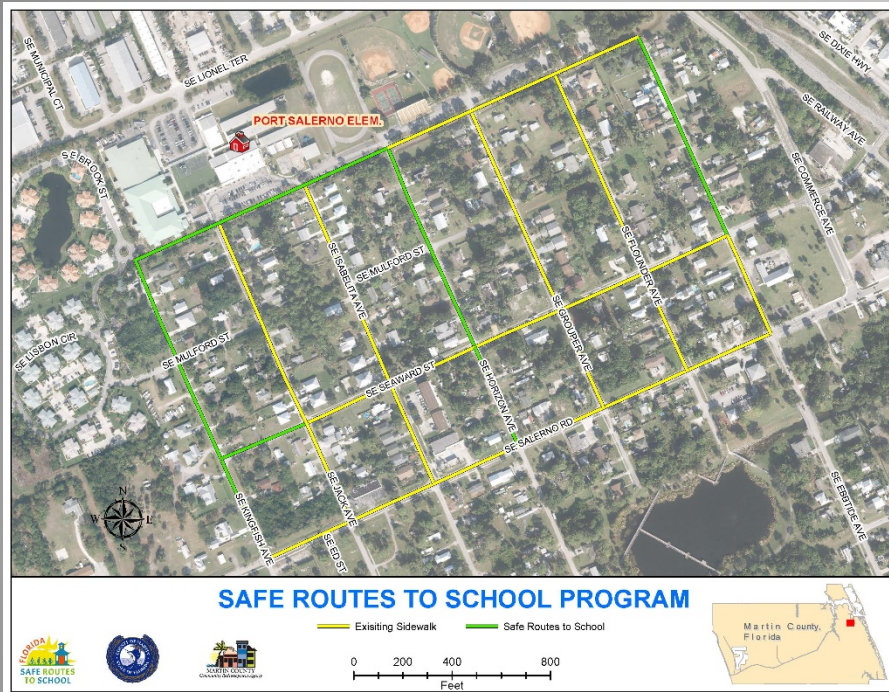 SE MUNICIPAL CT
SE LIONEL TER
SE DIXIE HWY
SE RAILWAY AVE
PORT SALERNO ELEM.
SE BROOK ST
SE COMMERCE AVE
SE MULFORD ST
SE ISABELITA AVE
SE FLOUNDER AVE
SE GROUPER AVE
SE LISBON CIR
SE MULFORD ST
SE SEAWARD ST
SE HORIZON AVE
SE SALERNO RD
SE JACK AVE
SE KINGFISH AVE
SE ED ST
SE EBBTIDE AVE
N
W E
S
SAFE ROUTES TO SCHOOL PROGRAM
Exisiting Sidewalk
Safe Routes to School
0 200 400 800
Feet
Martin County,
Florida
FLORIDA
SAFE ROUTES
TO SCHOOL
MARTIN COUNTY